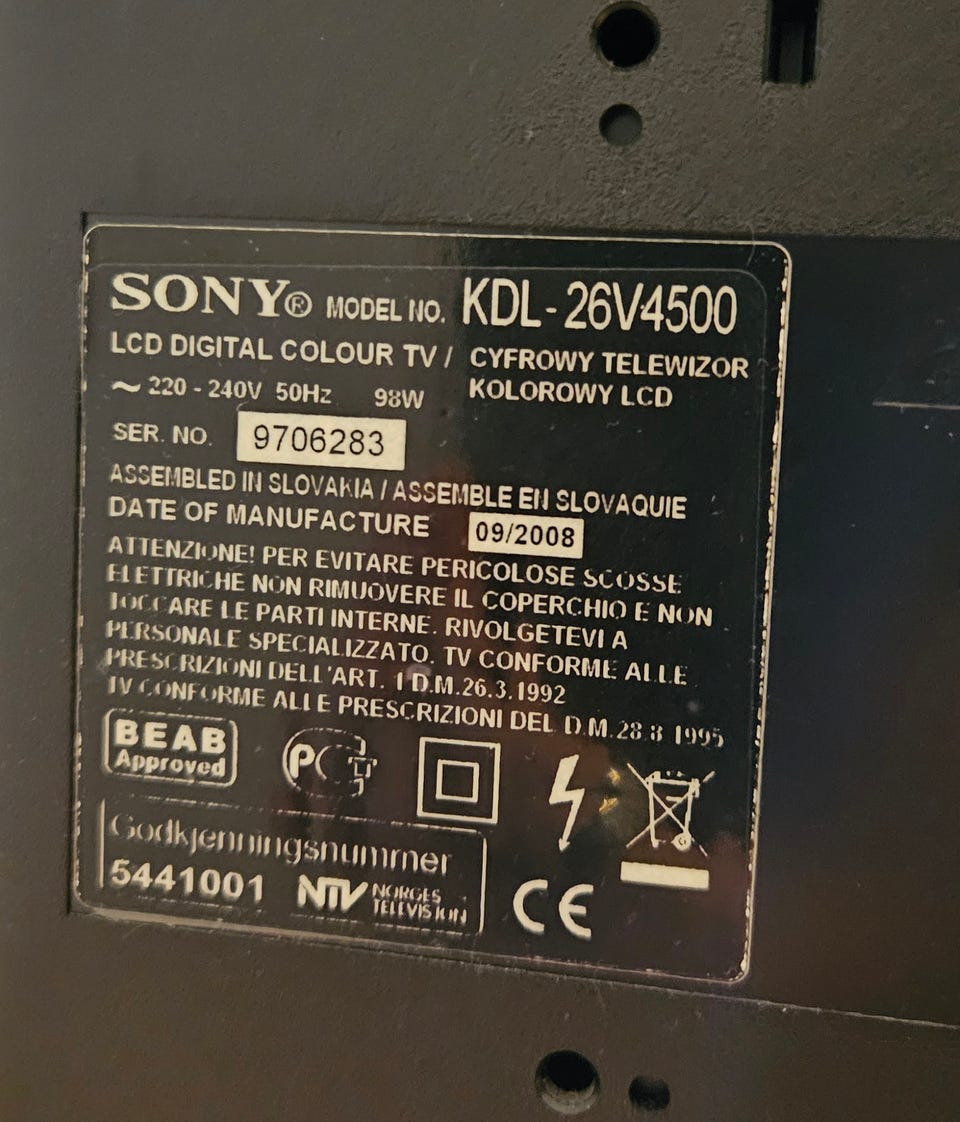 SONY® MODEL NO. KDL-26V4500
LCD DIGITAL COLOUR TV / CYFROWY TELEWIZOR
~ 220 - 240V 50Hz 98W KOLOROWY LCD
SER. NO. 9706283
ASSEMBLED IN SLOVAKIA / ASSEMBLE EN SLOVAQUIE
DATE OF MANUFACTURE 09/2008
ATTENZIONE! PER EVITARE PERICOLOSE SCOSSE
ELETTRICHE NON RIMUOVERE IL COPERCHIO E NON
TOCCARE LE PARTI INTERNE. RIVOLGETEVI A
PERSONALE SPECIALIZZATO. TV CONFORME ALLE
PRESCRIZIONI DELL'ART. 1 D.M.26.3.1992
TV CONFORME ALLE PRESCRIZIONI DEL D.M.28.8 1995
BEAB
Approved
Godkjenningsnummer
5441001 NTV NORGES
TELEVISION
CE